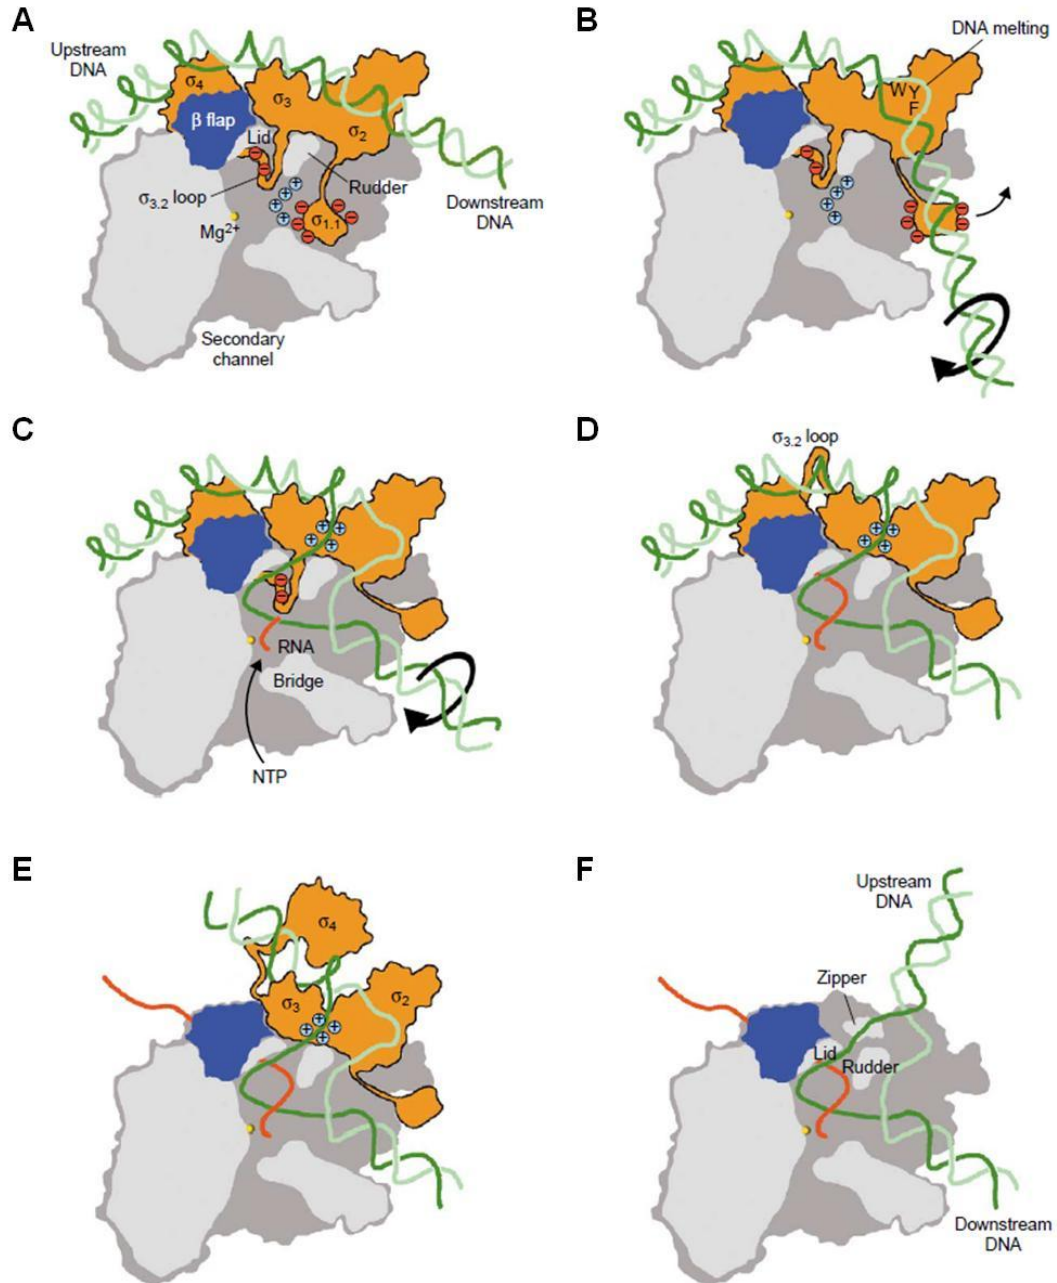 A
Upstream
DNA
σ4
β flap
σ3
Lid
σ2
σ3.2 loop
Rudder
σ1.1
Mg2+
Downstream
DNA
Secondary
channel
B
DNA melting
W Y
F
C
RNA
Bridge
NTP
D
σ3.2 loop
E
σ4
σ3
σ2
F
Upstream
DNA
Zipper
Lid
Rudder
Downstream
DNA